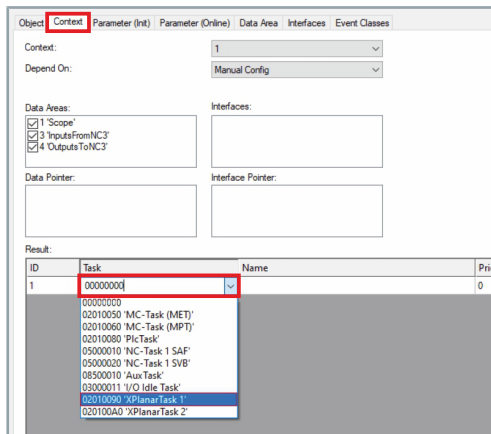 Object Context Parameter (Init) Parameter (Online) Data Area Interfaces Event Classes
Context: 1
Depend On: Manual Config
Data Areas: Interfaces:
1 'Scope'
3 'InputsFromNC3'
4 'OutputsToNC3'
Data Pointer: Interface Pointer:
Result:
ID Task Name Pri
1 00000000 0
00000000
02010050 'MC-Task (MET)'
02010060 'MC-Task (MPT)'
02010080 'PlcTask'
05000010 'NC-Task 1 SAF'
05000020 'NC-Task 1 SVB'
08500010 'AuxTask'
03000011 'I/O Idle Task'
02010090 'XPlanarTask 1'
020100A0 'XPlanarTask 2'